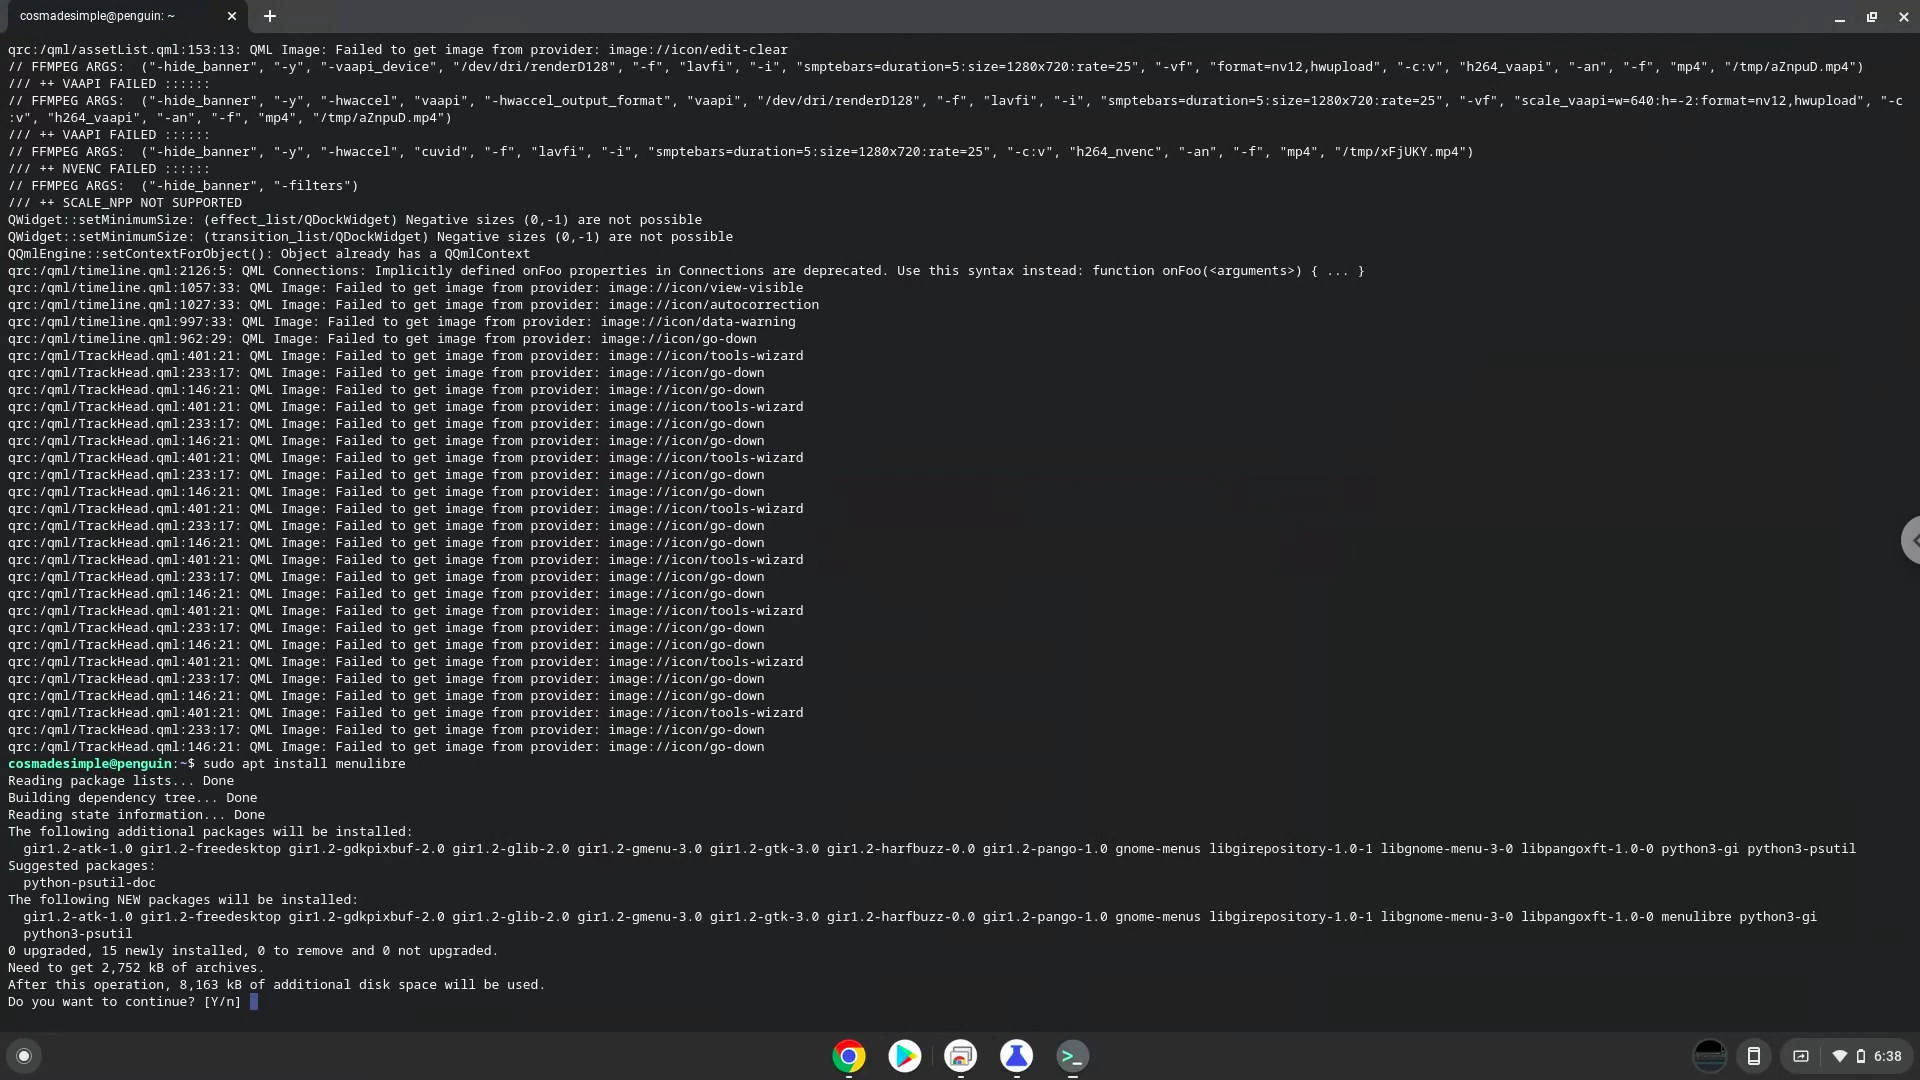 cosmadesimple@penguin: ~
qrc:/qml/assetList.qml:153:13: QML Image: Failed to get image from provider: image://icon/edit-clear
// FFMPEG ARGS:  ("-hide_banner", "-y", "-vaapi_device", "/dev/dri/renderD128", "-f", "lavfi", "-i", "smptebars=duration=5:size=1280x720:rate=25", "-vf", "format=nv12,hwupload", "-c:v", "h264_vaapi", "-an", "-f", "mp4", "/tmp/aZnpuD.mp4")
/// ++ VAAPI FAILED ::::::
// FFMPEG ARGS:  ("-hide_banner", "-y", "-hwaccel", "vaapi", "-hwaccel_output_format", "vaapi", "/dev/dri/renderD128", "-f", "lavfi", "-i", "smptebars=duration=5:size=1280x720:rate=25", "-vf", "scale_vaapi=w=640:h=-2:format=nv12,hwupload", "-c
:v", "h264_vaapi", "-an", "-f", "mp4", "/tmp/aZnpuD.mp4")
/// ++ VAAPI FAILED ::::::
// FFMPEG ARGS:  ("-hide_banner", "-y", "-hwaccel", "cuvid", "-f", "lavfi", "-i", "smptebars=duration=5:size=1280x720:rate=25", "-c:v", "h264_nvenc", "-an", "-f", "mp4", "/tmp/xFjUKY.mp4")
/// ++ NVENC FAILED ::::::
// FFMPEG ARGS:  ("-hide_banner", "-filters")
/// ++ SCALE_NPP NOT SUPPORTED
QWidget::setMinimumSize: (effect_list/QDockWidget) Negative sizes (0,-1) are not possible
QWidget::setMinimumSize: (transition_list/QDockWidget) Negative sizes (0,-1) are not possible
QQmlEngine::setContextForObject(): Object already has a QQmlContext
qrc:/qml/timeline.qml:2126:5: QML Connections: Implicitly defined onFoo properties in Connections are deprecated. Use this syntax instead: function onFoo(<arguments>) { ... }
qrc:/qml/timeline.qml:1057:33: QML Image: Failed to get image from provider: image://icon/view-visible
qrc:/qml/timeline.qml:1027:33: QML Image: Failed to get image from provider: image://icon/autocorrection
qrc:/qml/timeline.qml:997:33: QML Image: Failed to get image from provider: image://icon/data-warning
qrc:/qml/timeline.qml:962:29: QML Image: Failed to get image from provider: image://icon/go-down
qrc:/qml/TrackHead.qml:401:21: QML Image: Failed to get image from provider: image://icon/tools-wizard
qrc:/qml/TrackHead.qml:233:17: QML Image: Failed to get image from provider: image://icon/go-down
qrc:/qml/TrackHead.qml:146:21: QML Image: Failed to get image from provider: image://icon/go-down
qrc:/qml/TrackHead.qml:401:21: QML Image: Failed to get image from provider: image://icon/tools-wizard
qrc:/qml/TrackHead.qml:233:17: QML Image: Failed to get image from provider: image://icon/go-down
qrc:/qml/TrackHead.qml:146:21: QML Image: Failed to get image from provider: image://icon/go-down
qrc:/qml/TrackHead.qml:401:21: QML Image: Failed to get image from provider: image://icon/tools-wizard
qrc:/qml/TrackHead.qml:233:17: QML Image: Failed to get image from provider: image://icon/go-down
qrc:/qml/TrackHead.qml:146:21: QML Image: Failed to get image from provider: image://icon/go-down
qrc:/qml/TrackHead.qml:401:21: QML Image: Failed to get image from provider: image://icon/tools-wizard
qrc:/qml/TrackHead.qml:233:17: QML Image: Failed to get image from provider: image://icon/go-down
qrc:/qml/TrackHead.qml:146:21: QML Image: Failed to get image from provider: image://icon/go-down
qrc:/qml/TrackHead.qml:401:21: QML Image: Failed to get image from provider: image://icon/tools-wizard
qrc:/qml/TrackHead.qml:233:17: QML Image: Failed to get image from provider: image://icon/go-down
qrc:/qml/TrackHead.qml:146:21: QML Image: Failed to get image from provider: image://icon/go-down
qrc:/qml/TrackHead.qml:401:21: QML Image: Failed to get image from provider: image://icon/tools-wizard
qrc:/qml/TrackHead.qml:233:17: QML Image: Failed to get image from provider: image://icon/go-down
qrc:/qml/TrackHead.qml:146:21: QML Image: Failed to get image from provider: image://icon/go-down
qrc:/qml/TrackHead.qml:401:21: QML Image: Failed to get image from provider: image://icon/tools-wizard
qrc:/qml/TrackHead.qml:233:17: QML Image: Failed to get image from provider: image://icon/go-down
qrc:/qml/TrackHead.qml:146:21: QML Image: Failed to get image from provider: image://icon/go-down
qrc:/qml/TrackHead.qml:401:21: QML Image: Failed to get image from provider: image://icon/tools-wizard
qrc:/qml/TrackHead.qml:233:17: QML Image: Failed to get image from provider: image://icon/go-down
qrc:/qml/TrackHead.qml:146:21: QML Image: Failed to get image from provider: image://icon/go-down
cosmadesimple@penguin:~$ sudo apt install menulibre
Reading package lists... Done
Building dependency tree... Done
Reading state information... Done
The following additional packages will be installed:
  gir1.2-atk-1.0 gir1.2-freedesktop gir1.2-gdkpixbuf-2.0 gir1.2-glib-2.0 gir1.2-gmenu-3.0 gir1.2-gtk-3.0 gir1.2-harfbuzz-0.0 gir1.2-pango-1.0 gnome-menus libgirepository-1.0-1 libgnome-menu-3-0 libpangoxft-1.0-0 python3-gi python3-psutil
Suggested packages:
  python-psutil-doc
The following NEW packages will be installed:
  gir1.2-atk-1.0 gir1.2-freedesktop gir1.2-gdkpixbuf-2.0 gir1.2-glib-2.0 gir1.2-gmenu-3.0 gir1.2-gtk-3.0 gir1.2-harfbuzz-0.0 gir1.2-pango-1.0 gnome-menus libgirepository-1.0-1 libgnome-menu-3-0 libpangoxft-1.0-0 menulibre python3-gi
  python3-psutil
0 upgraded, 15 newly installed, 0 to remove and 0 not upgraded.
Need to get 2,752 kB of archives.
After this operation, 8,163 kB of additional disk space will be used.
Do you want to continue? [Y/n]
6:38